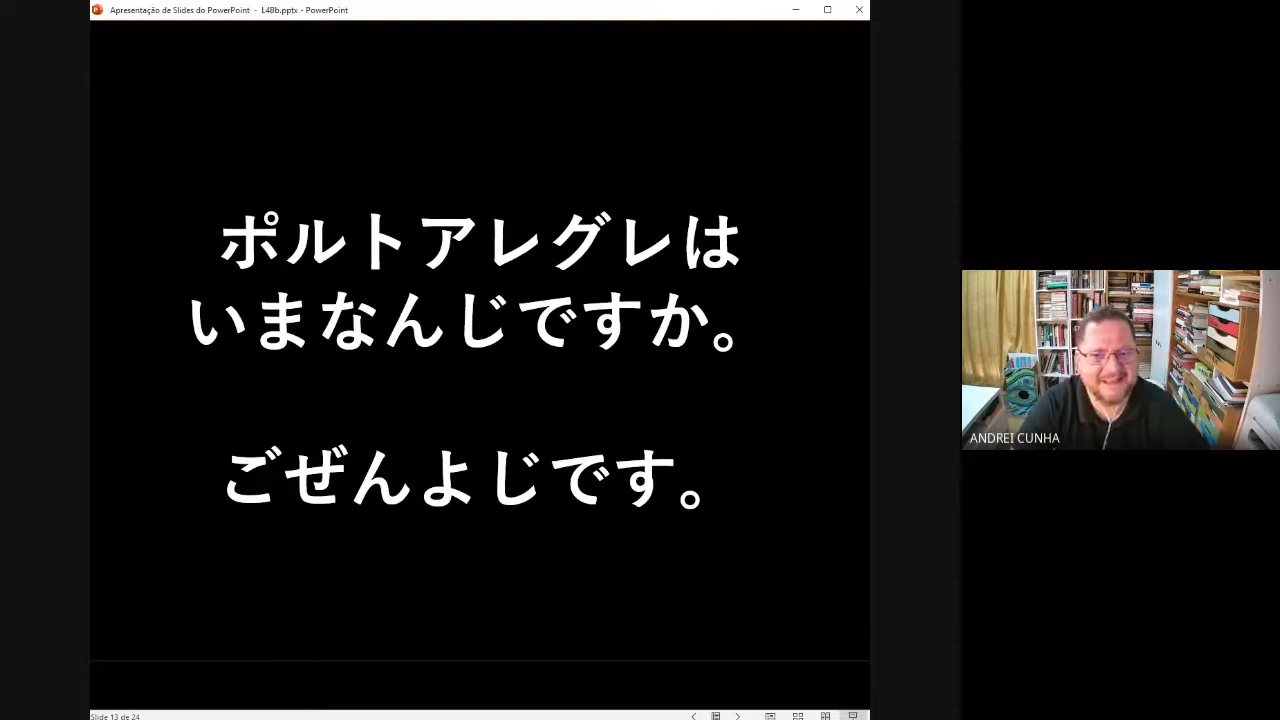 Apresentação de Slides do PowerPoint - L4Bb.pptx - PowerPoint
ポルトアレグレは
いまなんじですか。
ごぜんよじです。
ANDREI CUNHA
Slide 13 de 24